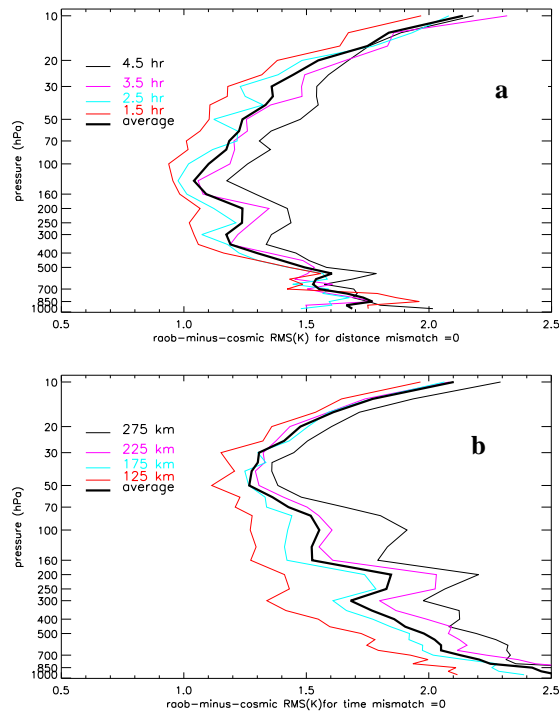 10
20
30
50
70
100
160
200
250
300
500
700
850
1000
pressure (hPa)
4.5 hr
3.5 hr
2.5 hr
1.5 hr
average
a
0.5 1.0 1.5 2.0 2.5
raob-minus-cosmic RMS(K) for distance mismatch =0
10
20
30
50
70
100
160
200
250
300
500
700
850
1000
pressure (hPa)
275 km
225 km
175 km
125 km
average
b
0.5 1.0 1.5 2.0 2.5
raob-minus-cosmic RMS(K)for time mismatch =0